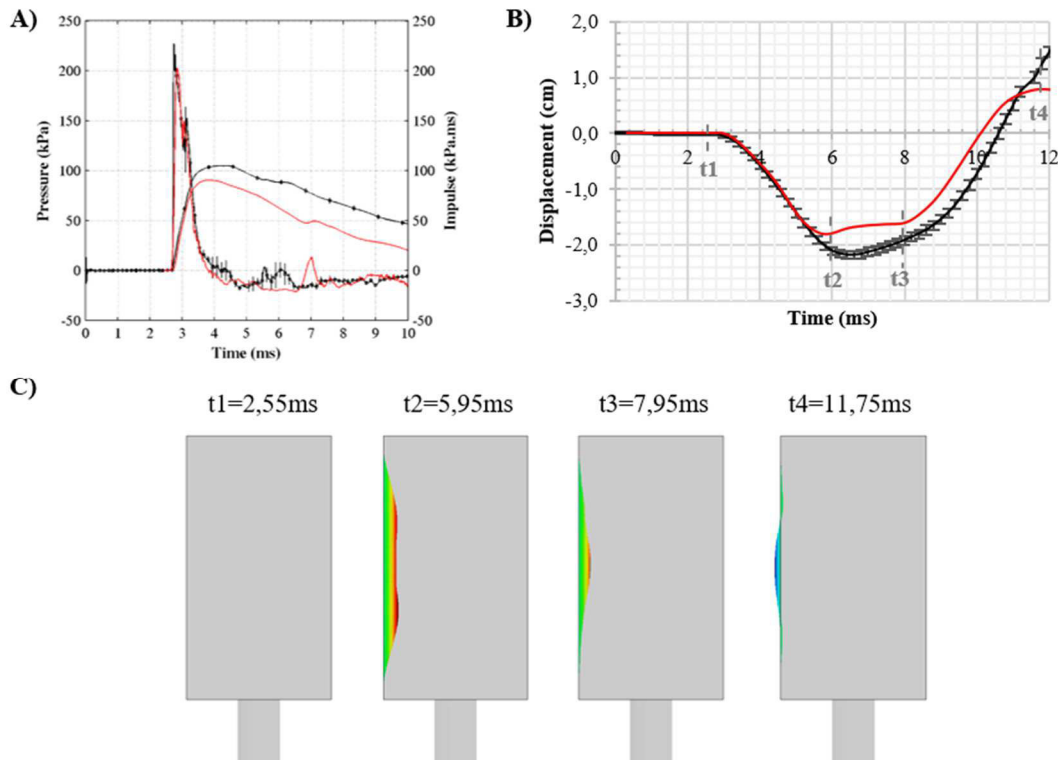 A)
250
200
150
100
50
0
-50
Pressure (kPa)
250
200
150
100
50
0
-50
Impulse (kPa.ms)
0 1 2 3 4 5 6 7 8 9 10
Time (ms)
B)
2,0
1,0
0,0
-1,0
-2,0
-3,0
Displacement (cm)
0 2 4 6 8 10 12
t1
t2
t3
t4
Time (ms)
C)
t1=2,55ms t2=5,95ms t3=7,95ms t4=11,75ms